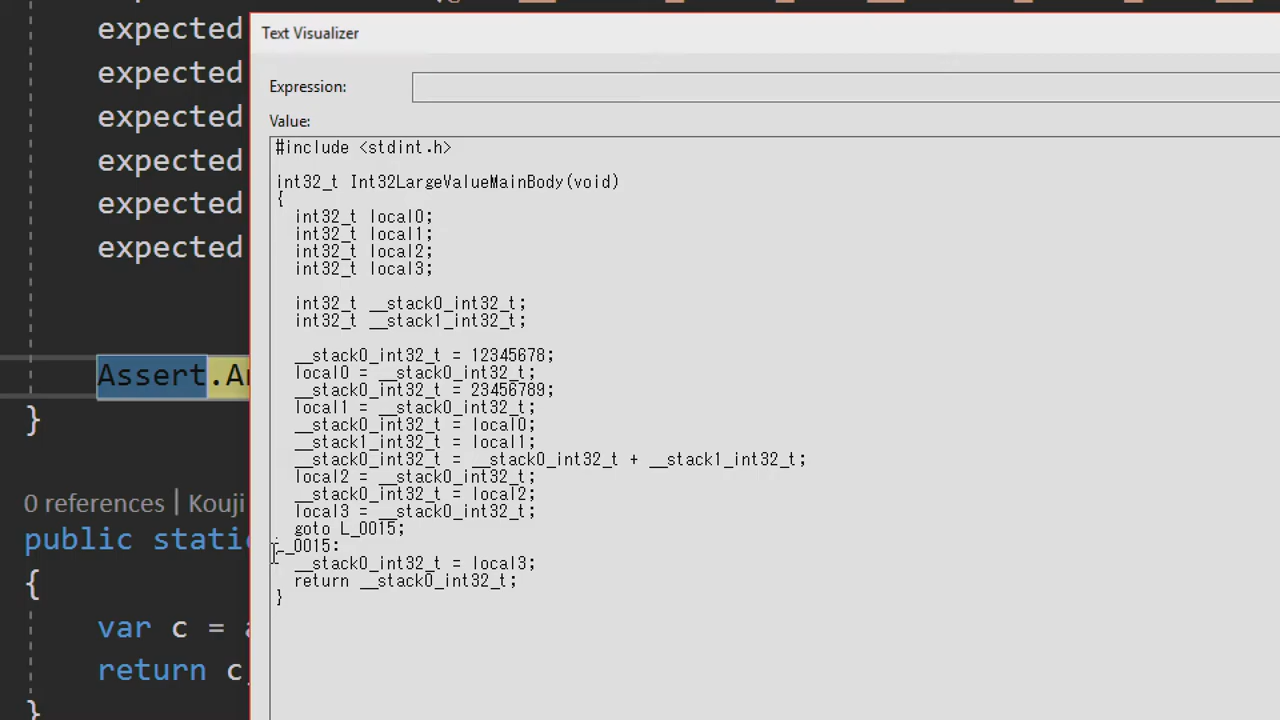 expected
expected
expected
expected
expected
expected
Assert.A
}
0 references | Kouji
public static
{
var c =
return c
}
Text Visualizer
Expression:
Value:
#include <stdint.h>
int32_t Int32LargeValueMainBody(void)
{
int32_t local0;
int32_t local1;
int32_t local2;
int32_t local3;
int32_t __stack0_int32_t;
int32_t __stack1_int32_t;
__stack0_int32_t = 12345678;
local0 = __stack0_int32_t;
__stack0_int32_t = 23456789;
local1 = __stack0_int32_t;
__stack0_int32_t = local0;
__stack1_int32_t = local1;
__stack0_int32_t = __stack0_int32_t + __stack1_int32_t;
local2 = __stack0_int32_t;
__stack0_int32_t = local2;
local3 = __stack0_int32_t;
goto L_0015;
L_0015:
__stack0_int32_t = local3;
return __stack0_int32_t;
}